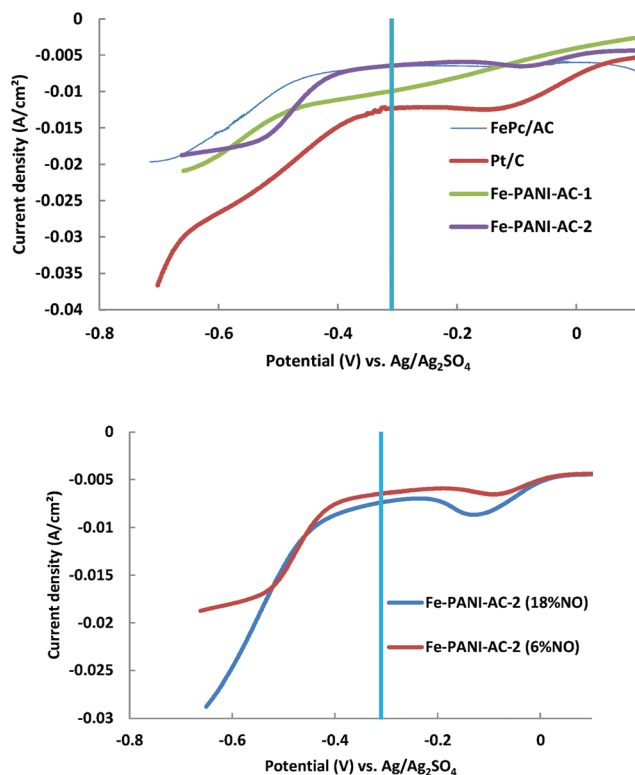 0
-0.005
-0.01
-0.015
-0.02
-0.025
-0.03
-0.035
-0.04
Current density (A/cm²)
FePc/AC
Pt/C
Fe-PANI-AC-1
Fe-PANI-AC-2
-0.8 -0.6 -0.4 -0.2 0
Potential (V) vs. Ag/Ag₂SO₄
0
-0.005
-0.01
-0.015
-0.02
-0.025
-0.03
Current density (A/cm²)
Fe-PANI-AC-2 (18%NO)
Fe-PANI-AC-2 (6%NO)
-0.8 -0.6 -0.4 -0.2 0
Potential (V) vs. Ag/Ag₂SO₄